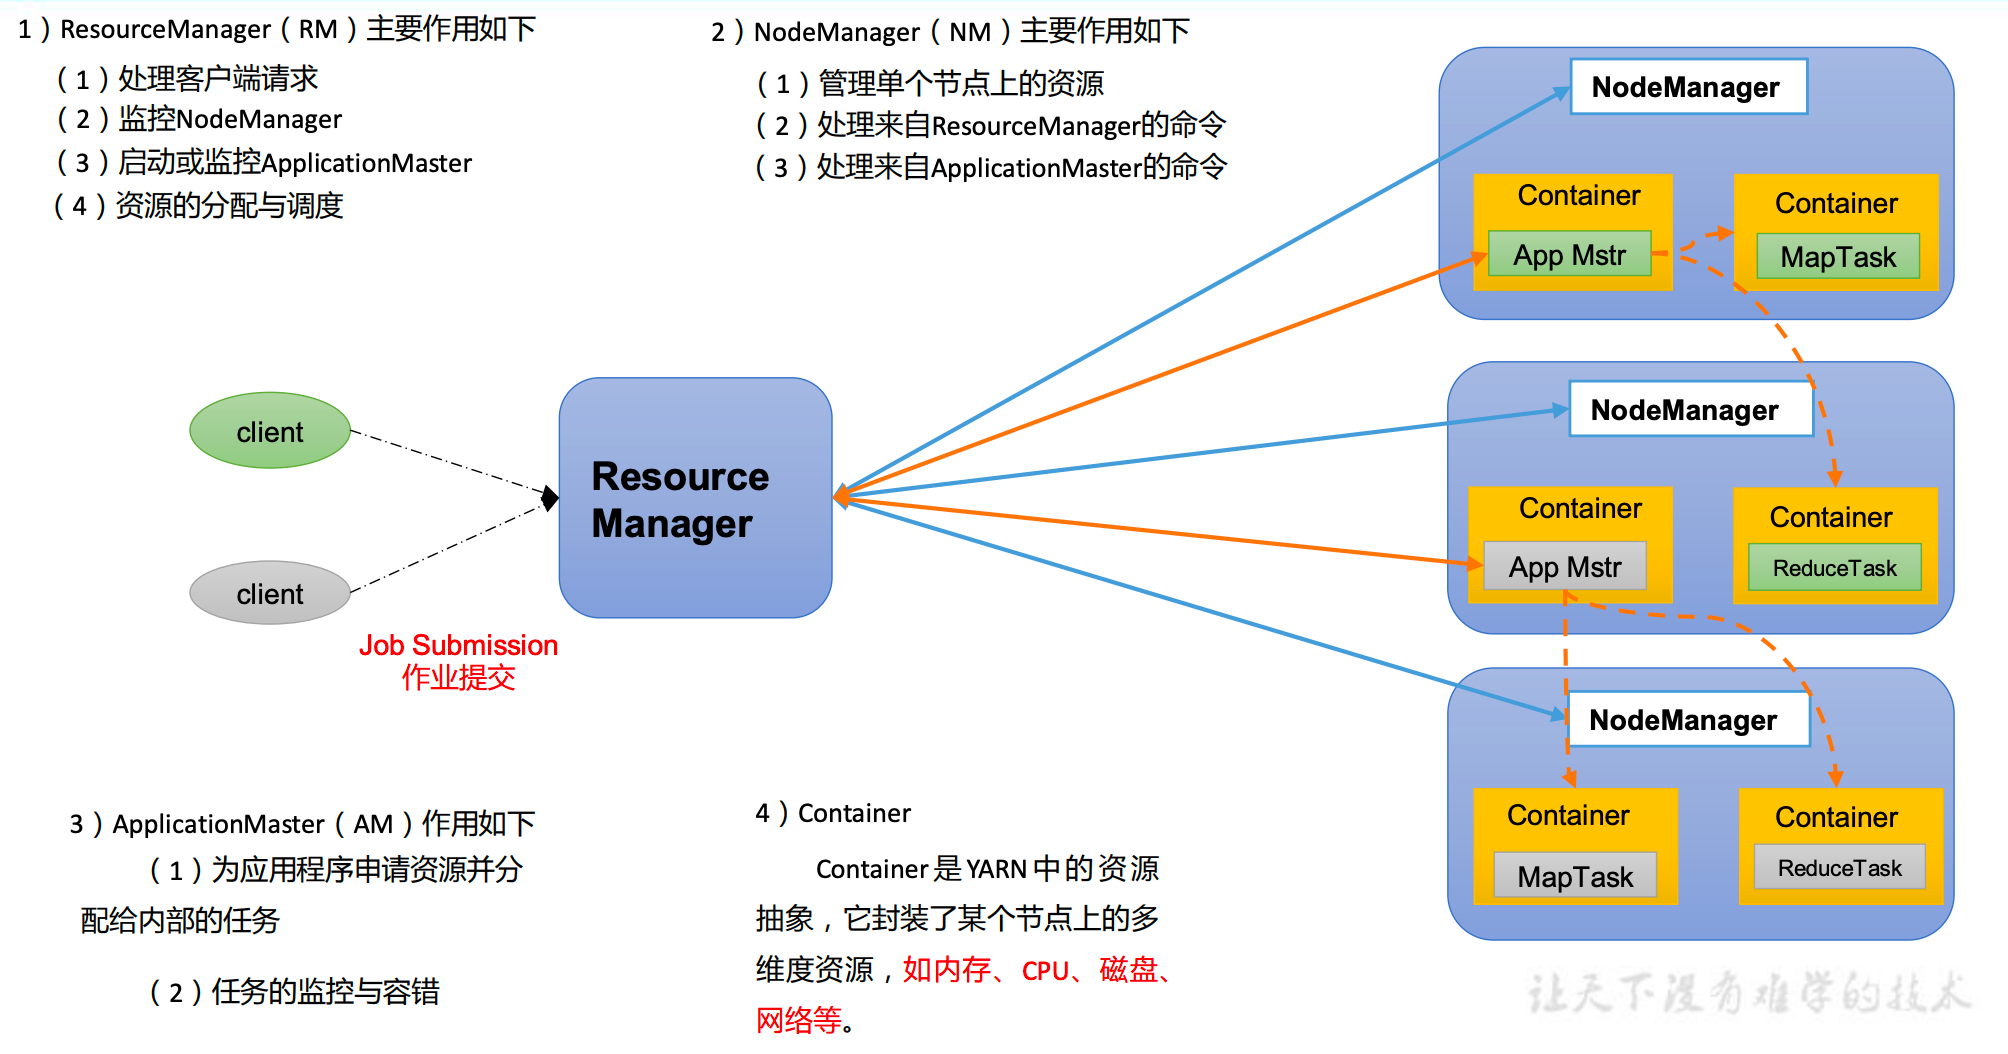 1）ResourceManager（RM）主要作用如下
（1）处理客户端请求
（2）监控NodeManager
（3）启动或监控ApplicationMaster
（4）资源的分配与调度
2）NodeManager（NM）主要作用如下
（1）管理单个节点上的资源
（2）处理来自ResourceManager的命令
（3）处理来自ApplicationMaster的命令
NodeManager
Container
App Mstr
Container
MapTask
client
client
Job Submission
作业提交
Resource
Manager
NodeManager
Container
App Mstr
Container
ReduceTask
NodeManager
Container
MapTask
Container
ReduceTask
3）ApplicationMaster（AM）作用如下
（1）为应用程序申请资源并分
配给内部的任务
（2）任务的监控与容错
4）Container
Container是YARN中的资源
抽象，它封装了某个节点上的多
维度资源，如内存、CPU、磁盘、
网络等。
让天下没有难学的技术